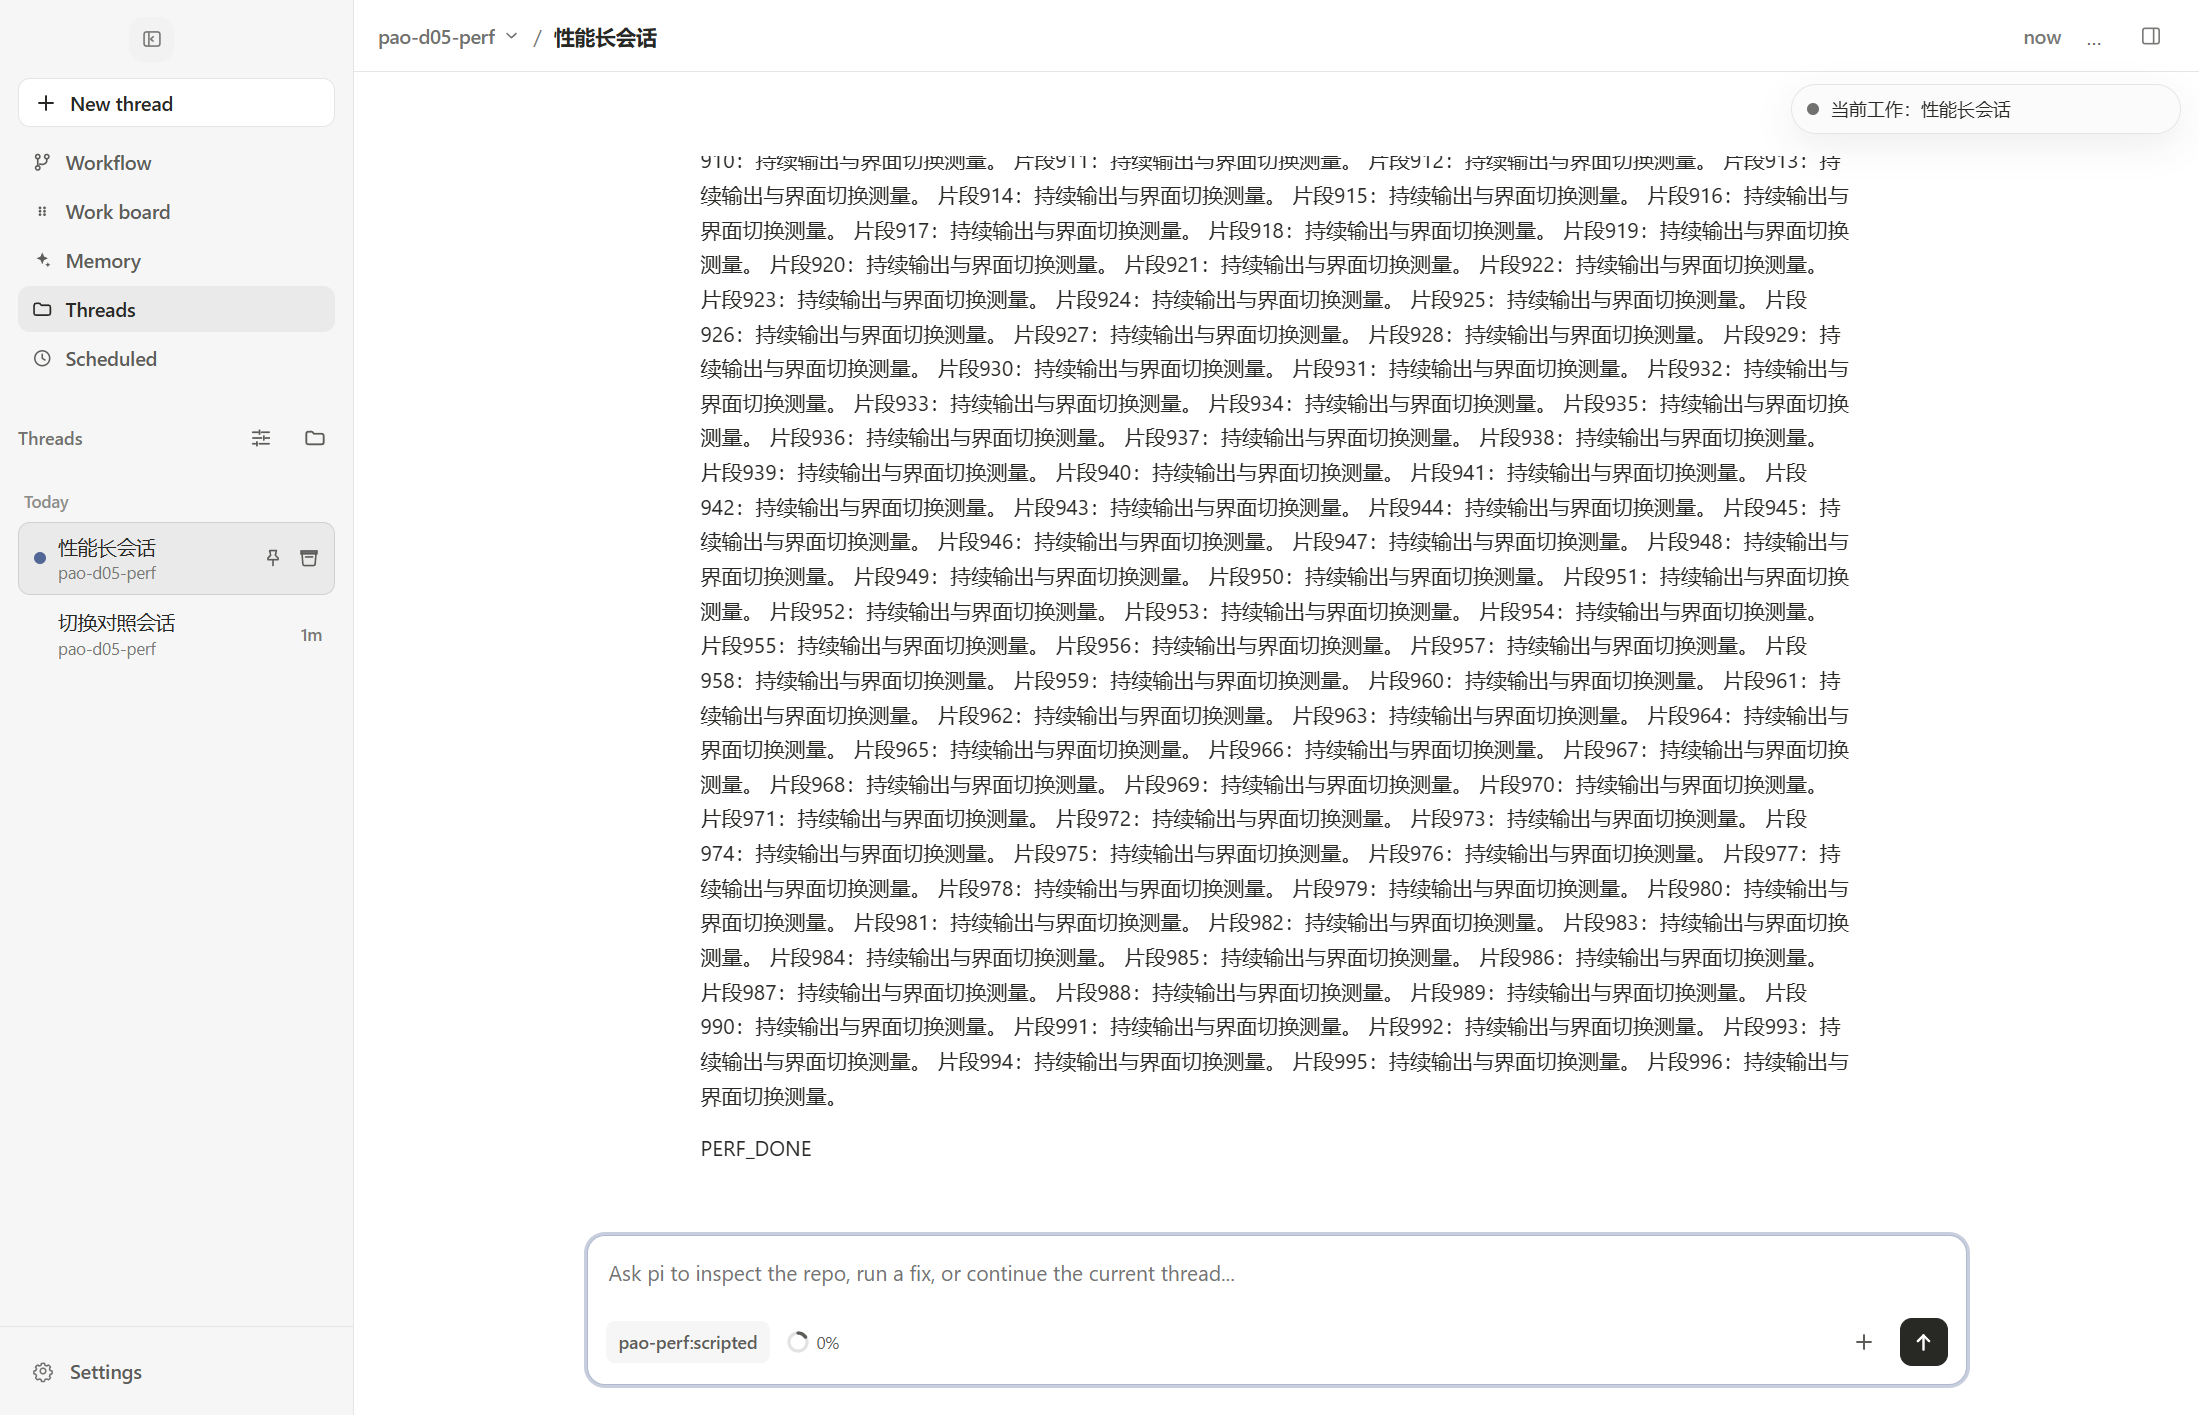 New thread
Workflow
Work board
Memory
Threads
Scheduled
Threads
Today
性能长会话
pao-d05-perf
切换对照会话
pao-d05-perf
1m
Settings
pao-d05-perf / 性能长会话
now ...
当前工作：性能长会话
910：持续输出与界面切换测量。 片段911：持续输出与界面切换测量。 片段912：持续输出与界面切换测量。 片段913：持
续输出与界面切换测量。 片段914：持续输出与界面切换测量。 片段915：持续输出与界面切换测量。 片段916：持续输出与
界面切换测量。 片段917：持续输出与界面切换测量。 片段918：持续输出与界面切换测量。 片段919：持续输出与界面切换
测量。 片段920：持续输出与界面切换测量。 片段921：持续输出与界面切换测量。 片段922：持续输出与界面切换测量。
片段923：持续输出与界面切换测量。 片段924：持续输出与界面切换测量。 片段925：持续输出与界面切换测量。 片段
926：持续输出与界面切换测量。 片段927：持续输出与界面切换测量。 片段928：持续输出与界面切换测量。 片段929：持
续输出与界面切换测量。 片段930：持续输出与界面切换测量。 片段931：持续输出与界面切换测量。 片段932：持续输出与
界面切换测量。 片段933：持续输出与界面切换测量。 片段934：持续输出与界面切换测量。 片段935：持续输出与界面切换
测量。 片段936：持续输出与界面切换测量。 片段937：持续输出与界面切换测量。 片段938：持续输出与界面切换测量。
片段939：持续输出与界面切换测量。 片段940：持续输出与界面切换测量。 片段941：持续输出与界面切换测量。 片段
942：持续输出与界面切换测量。 片段943：持续输出与界面切换测量。 片段944：持续输出与界面切换测量。 片段945：持
续输出与界面切换测量。 片段946：持续输出与界面切换测量。 片段947：持续输出与界面切换测量。 片段948：持续输出与
界面切换测量。 片段949：持续输出与界面切换测量。 片段950：持续输出与界面切换测量。 片段951：持续输出与界面切换
测量。 片段952：持续输出与界面切换测量。 片段953：持续输出与界面切换测量。 片段954：持续输出与界面切换测量。
片段955：持续输出与界面切换测量。 片段956：持续输出与界面切换测量。 片段957：持续输出与界面切换测量。 片段
958：持续输出与界面切换测量。 片段959：持续输出与界面切换测量。 片段960：持续输出与界面切换测量。 片段961：持
续输出与界面切换测量。 片段962：持续输出与界面切换测量。 片段963：持续输出与界面切换测量。 片段964：持续输出与
界面切换测量。 片段965：持续输出与界面切换测量。 片段966：持续输出与界面切换测量。 片段967：持续输出与界面切换
测量。 片段968：持续输出与界面切换测量。 片段969：持续输出与界面切换测量。 片段970：持续输出与界面切换测量。
片段971：持续输出与界面切换测量。 片段972：持续输出与界面切换测量。 片段973：持续输出与界面切换测量。 片段
974：持续输出与界面切换测量。 片段975：持续输出与界面切换测量。 片段976：持续输出与界面切换测量。 片段977：持
续输出与界面切换测量。 片段978：持续输出与界面切换测量。 片段979：持续输出与界面切换测量。 片段980：持续输出与
界面切换测量。 片段981：持续输出与界面切换测量。 片段982：持续输出与界面切换测量。 片段983：持续输出与界面切换
测量。 片段984：持续输出与界面切换测量。 片段985：持续输出与界面切换测量。 片段986：持续输出与界面切换测量。
片段987：持续输出与界面切换测量。 片段988：持续输出与界面切换测量。 片段989：持续输出与界面切换测量。 片段
990：持续输出与界面切换测量。 片段991：持续输出与界面切换测量。 片段992：持续输出与界面切换测量。 片段993：持
续输出与界面切换测量。 片段994：持续输出与界面切换测量。 片段995：持续输出与界面切换测量。 片段996：持续输出与
界面切换测量。
PERF_DONE
Ask pi to inspect the repo, run a fix, or continue the current thread...
pao-perf:scripted 0%